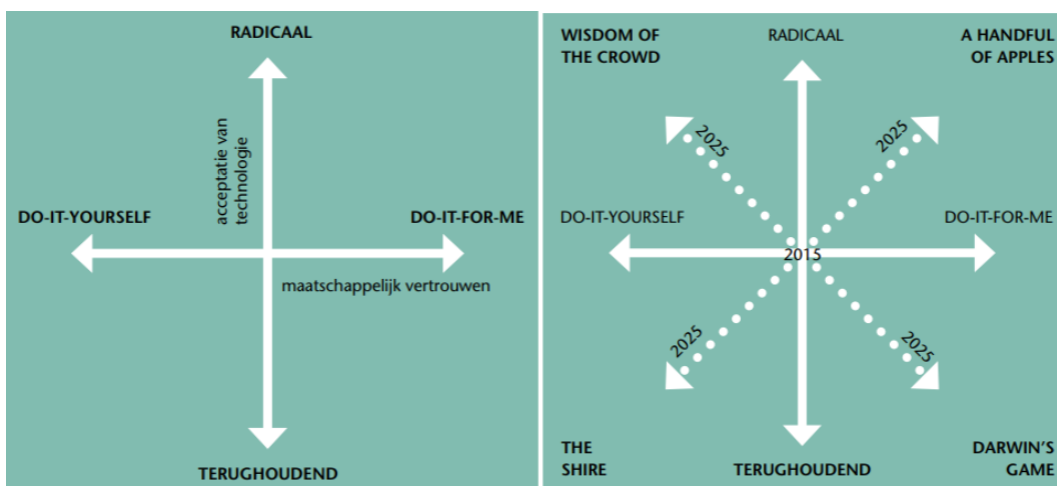 RADICAAL
acceptatie van
technologie
DO-IT-YOURSELF
DO-IT-FOR-ME
maatschappelijk vertrouwen
TERUGHOUDEND
WISDOM OF
THE CROWD
RADICAAL
A HANDFUL
OF APPLES
2025
2025
DO-IT-YOURSELF
DO-IT-FOR-ME
2015
2025
2025
THE
SHIRE
TERUGHOUDEND
DARWIN'S
GAME